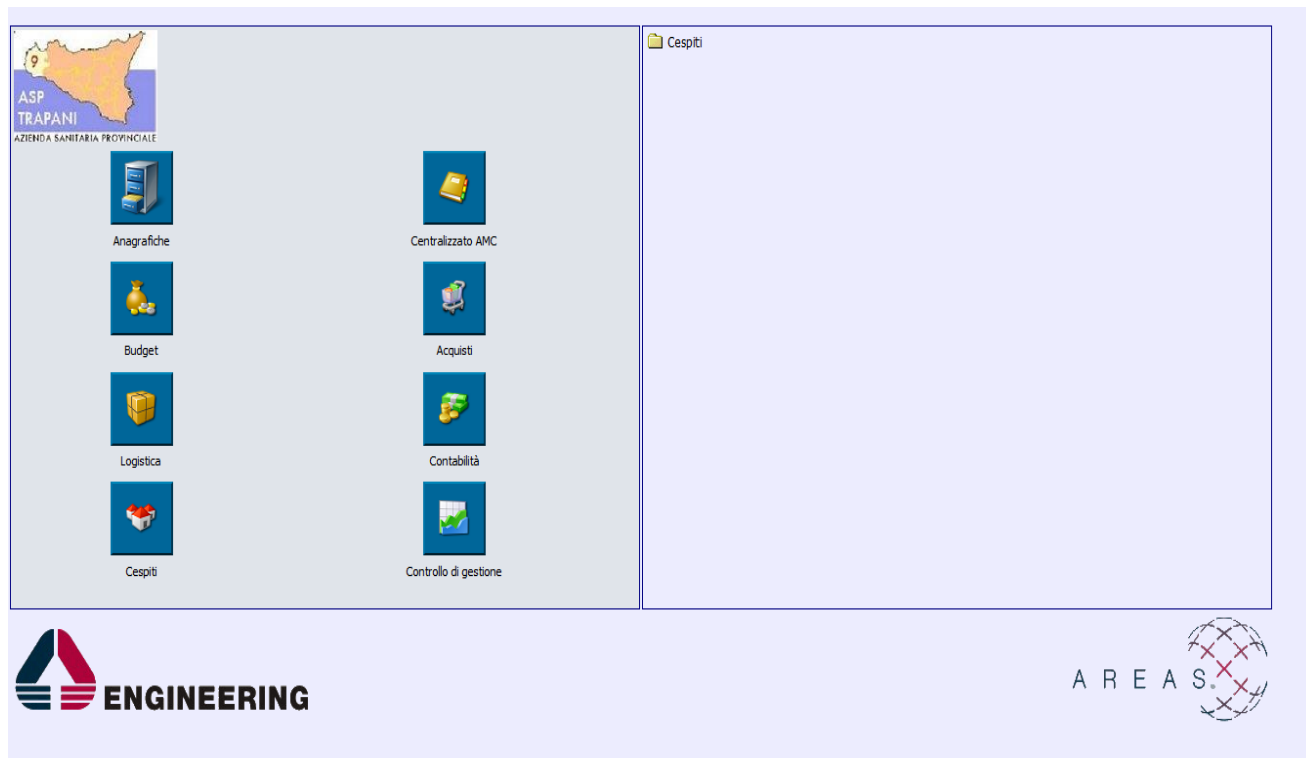 9
ASP
TRAPANI
AZIENDA SANITARIA PROVINCIALE
Anagrafiche
Centralizzato AMC
Budget
Acquisti
Logistica
Contabilità
Cespiti
Controllo di gestione
Cespiti
ENGINEERING
AREAS.